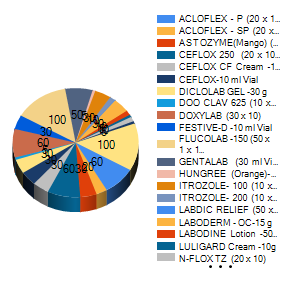 ACLOFLEX - P (20 x 1...
ACLOFLEX - SP (20 x ...
ASTOZYME(Mango) (...
CEFLOX 250 (20 x 10...
CEFLOX CF Cream -1...
CEFLOX-10 ml Vial
DICLOLAB GEL -30 g
DOO CLAV 625 (10 x...
DOXYLAB (30 x 10)
FESTIVE-D -10 ml Vial
FLUCOLAB -150 (50 x
1 x 1...
GENTALAB (30 ml Vi...
HUNGREE (Orange)-...
ITROZOLE- 100 (10 x...
ITROZOLE- 200 (10 x...
LABDIC RELIEF (50 x...
LABODERM - OC-15 g
LABODINE Lotion -50...
LULIGARD Cream -10g
N-FLOX TZ (20 x 10)
...
100
50
30
100
60
30
60
30
30